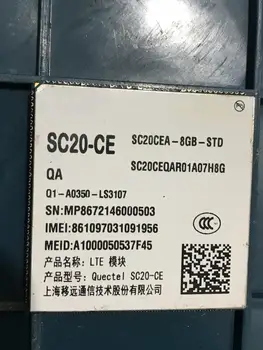 SC20-CE
SC20CEA-8GB-STD
SC20CEQAR01A07H8G
QA
Q1-A0350-LS3107
SN:MP8672146000503
IMEI:861097031091956
MEID:A1000050537F45
CCC
产品名称: LTE 模块
产品型号: Quectel SC20-CE
上海移远通信技术股份有限公司